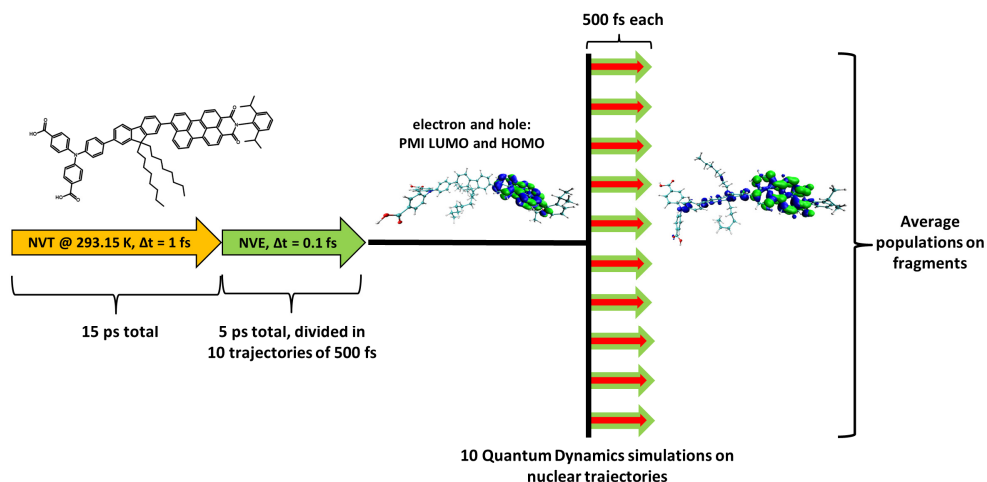 500 fs each
electron and hole:
PMI LUMO and HOMO
HO
O
N
O
HO
O
N
O
NVT @ 293.15 K, Δt = 1 fs
NVE, Δt = 0.1 fs
Average
populations on
fragments
15 ps total
5 ps total, divided in
10 trajectories of 500 fs
10 Quantum Dynamics simulations on
nuclear trajectories